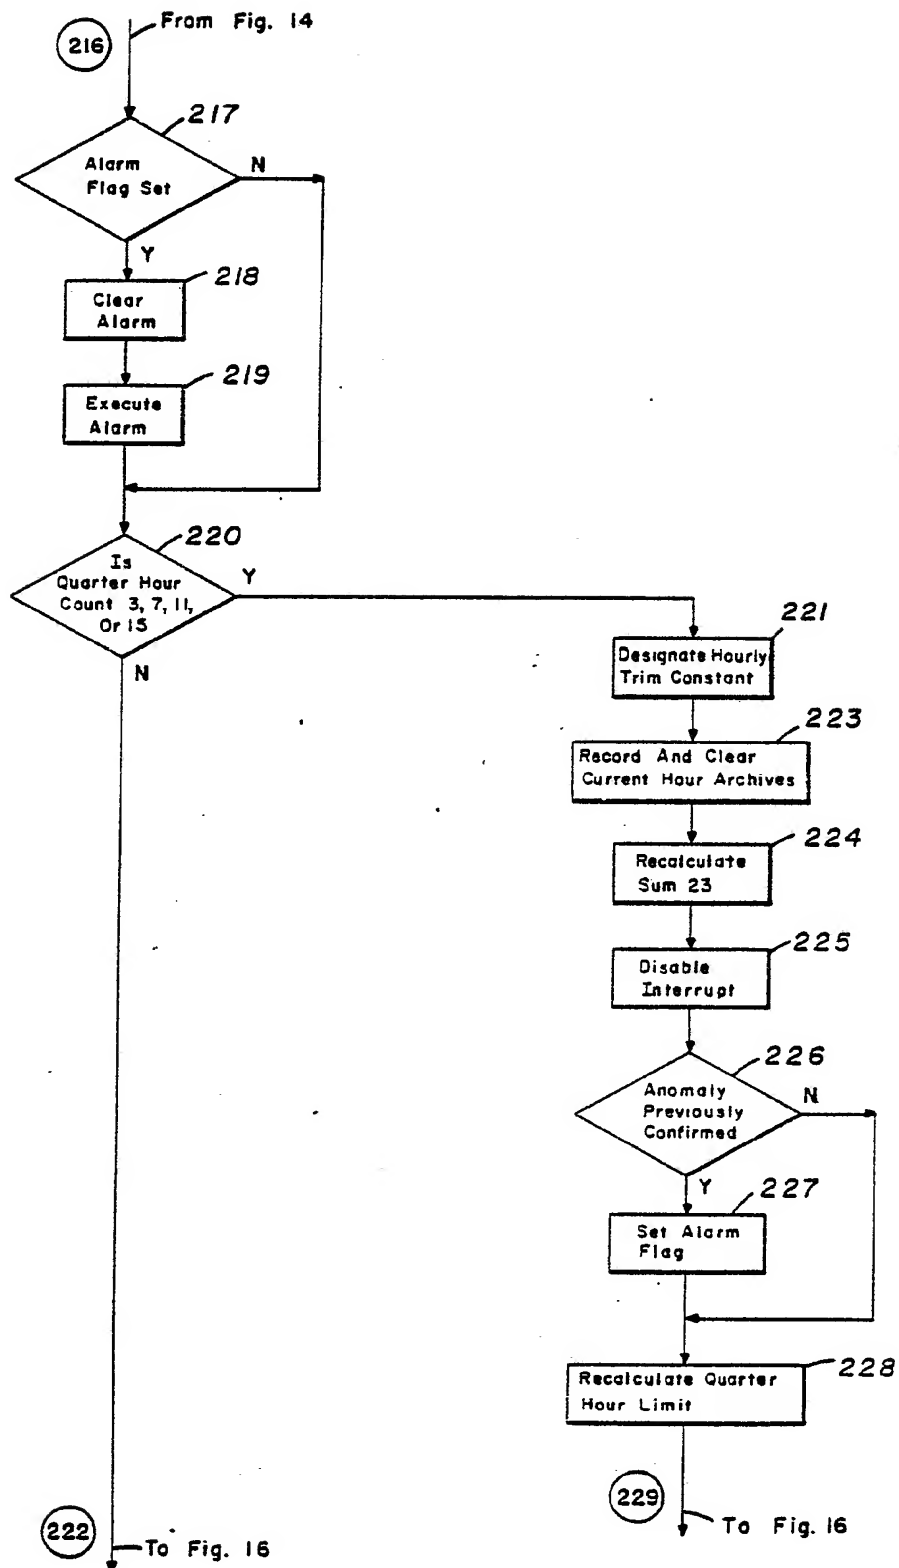 From Fig. 14
216
217
Alarm
Flag Set
N
Y
218
Clear
Alarm
219
Execute
Alarm
220
Is
Quarter Hour
Count 3, 7, 11,
Or 15
Y
N
221
Designate Hourly
Trim Constant
223
Record And Clear
Current Hour Archives
224
Recalculate
Sum 23
225
Disable
Interrupt
226
Anomaly
Previously
Confirmed
N
Y
227
Set Alarm
Flag
228
Recalculate Quarter
Hour Limit
229
To Fig. 16
222
To Fig. 16